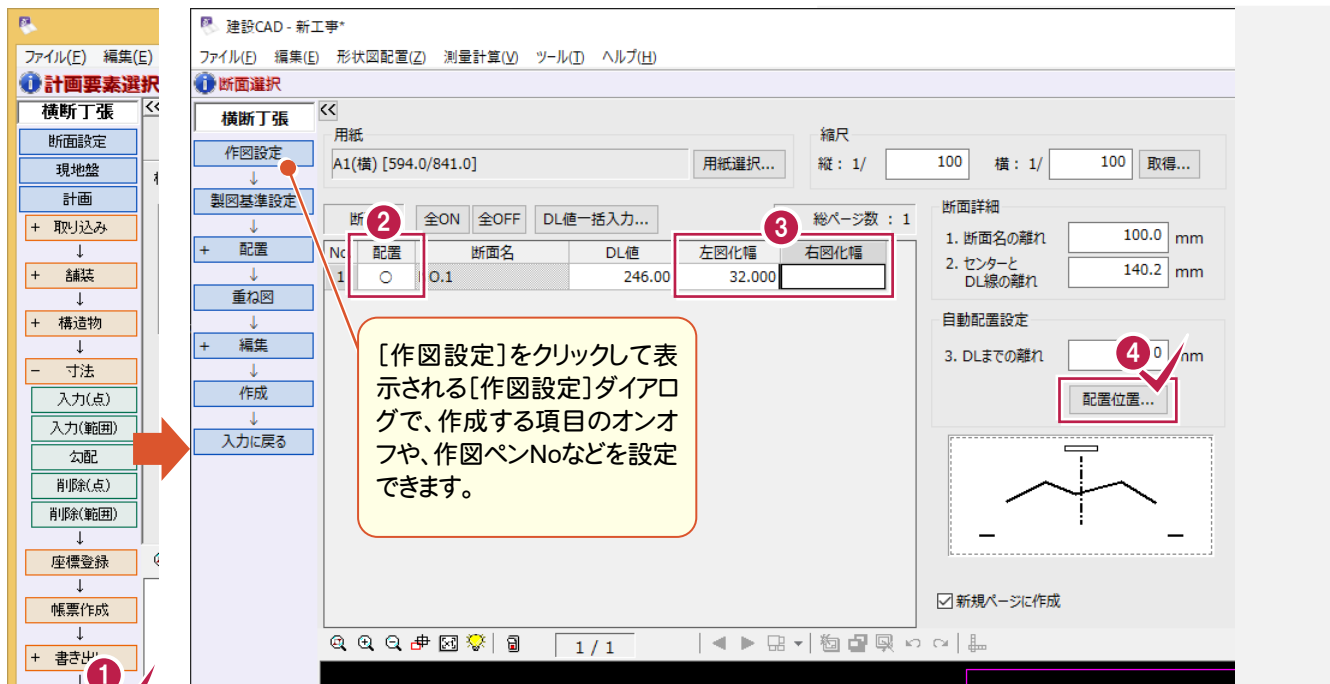 ファイル(F) 編集(E)
計画要素選択
横断丁張
<<
断面設定
現地盤
計画
+ 取り込み
↓
+ 舗装
↓
+ 構造物
↓
- 寸法
入力(点)
入力(範囲)
勾配
削除(点)
削除(範囲)
↓
座標登録
↓
帳票作成
↓
+ 書き出
1
建設CAD - 新工事*
ファイル(F) 編集(E) 形状図配置(Z) 測量計算(V) ツール(T) ヘルプ(H)
断面選択
横断丁張
<<
作図設定
↓
製図基準設定
↓
+ 配置
↓
重ね図
↓
+ 編集
↓
作成
↓
入力に戻る
用紙
A1(横) [594.0/841.0] 用紙選択...
縮尺
縦: 1/ 100 横: 1/ 100 取得...
断 2 全ON 全OFF DL値一括入力... 3 総ページ数 : 1
No 配置 断面名 DL値 左図化幅 右図化幅
1 ○ NO.1 246.00 32.000
断面詳細
1. 断面名の離れ 100.0 mm
2. センターと
DL線の離れ 140.2 mm
自動配置設定
3. DLまでの離れ 4 0 mm
配置位置...
[作図設定]をクリックして表
示される[作図設定]ダイアロ
グで、作成する項目のオンオ
フや、作図ペンNoなどを設定
できます。
新規ページに作成
1 / 1